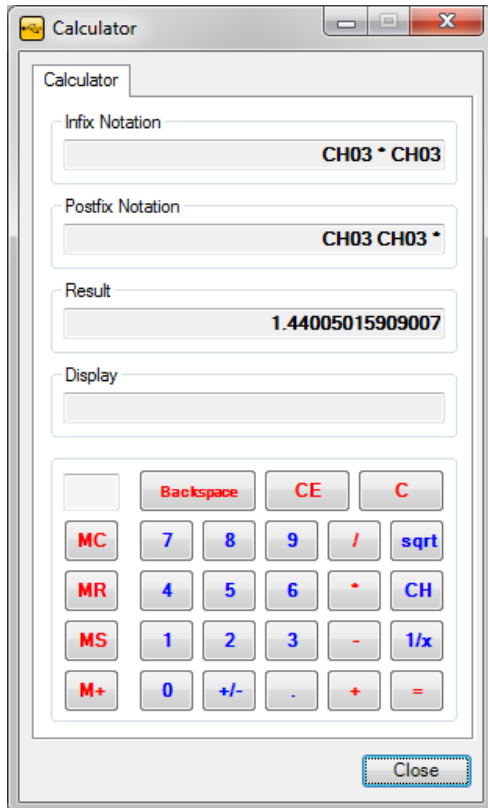 Calculator
Calculator
Infix Notation
CH03 * CH03
Postfix Notation
CH03 CH03 *
Result
1.44005015909007
Display
Backspace CE C
MC 7 8 9 / sqrt
MR 4 5 6 * CH
MS 1 2 3 - 1/x
M+ 0 +/- . + =
Close